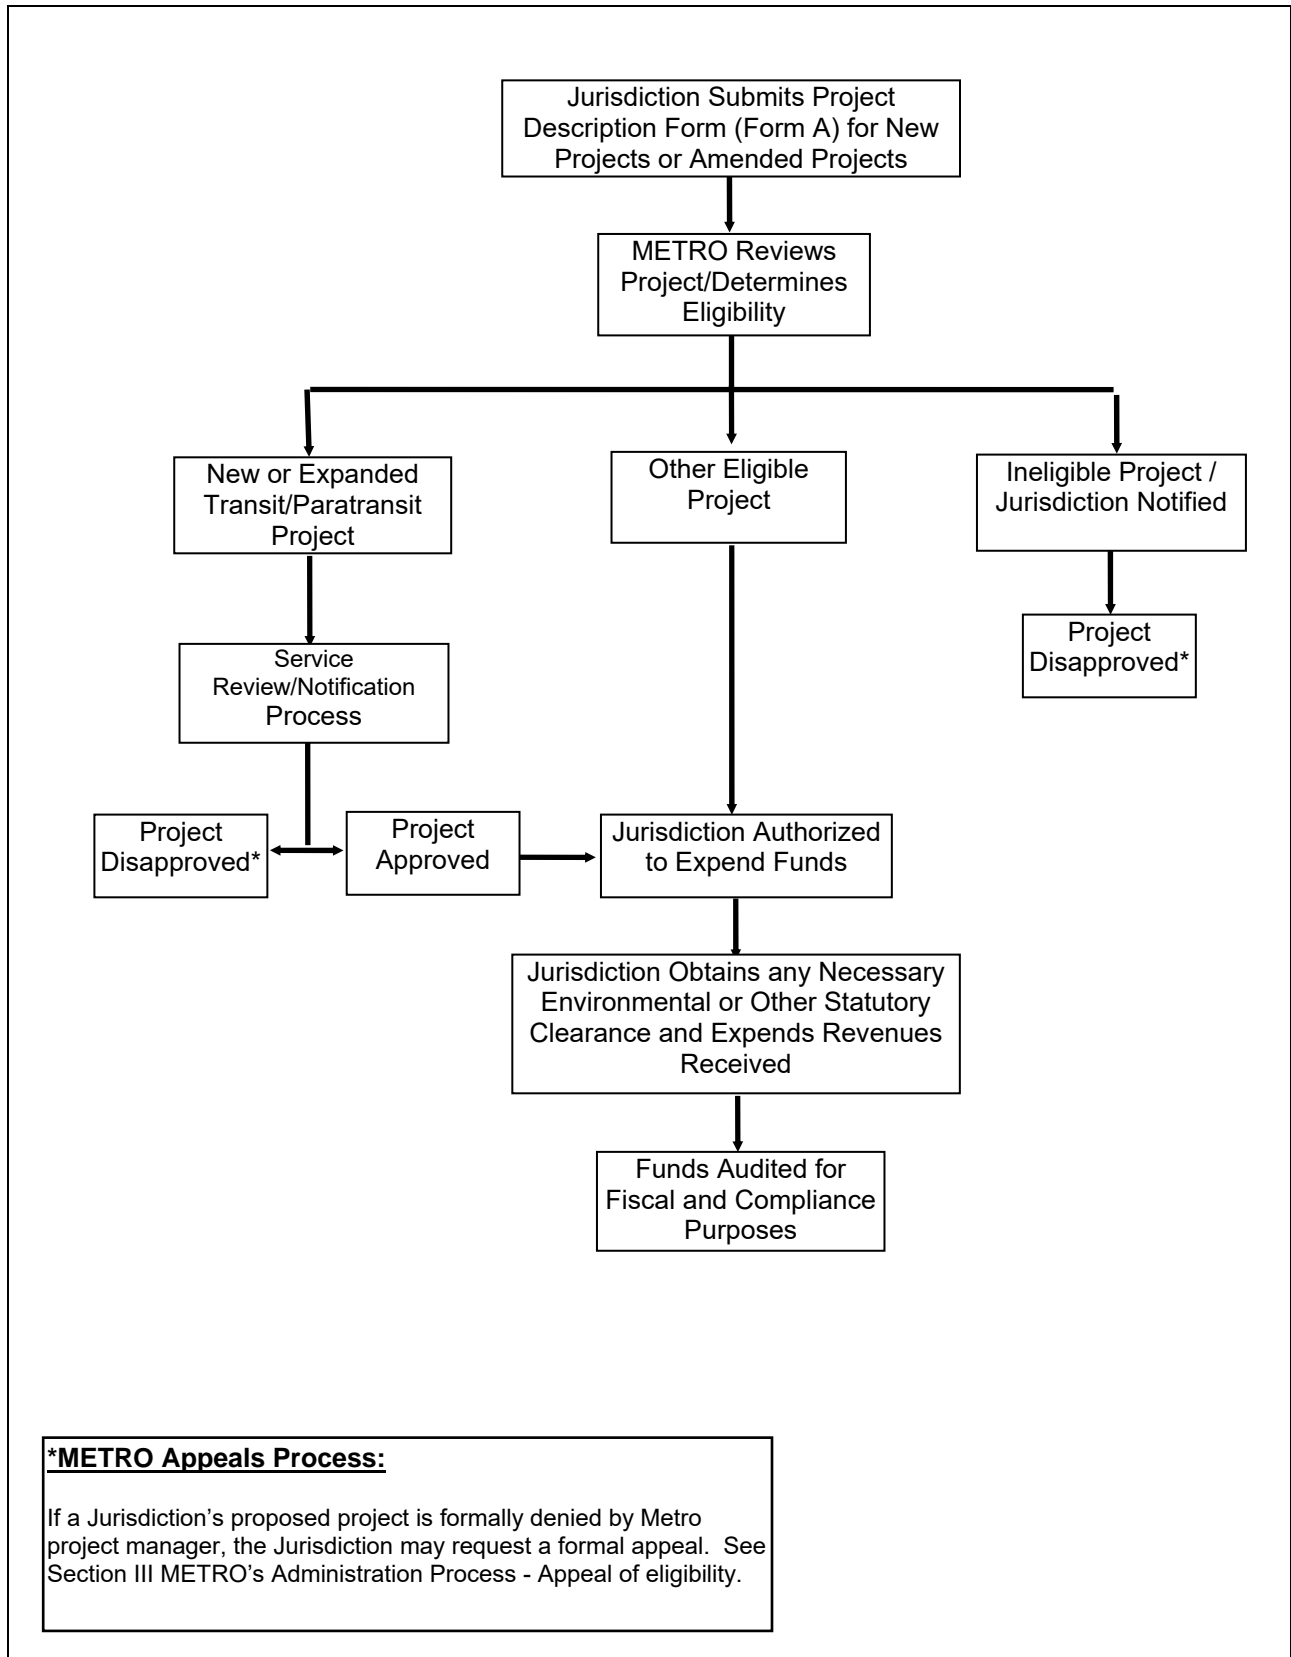 Jurisdiction Submits Project
Description Form (Form A) for New
Projects or Amended Projects
METRO Reviews
Project/Determines
Eligibility
New or Expanded
Transit/Paratransit
Project
Other Eligible
Project
Ineligible Project /
Jurisdiction Notified
Service
Review/Notification
Process
Project
Disapproved*
Project
Disapproved*
Project
Approved
Jurisdiction Authorized
to Expend Funds
Jurisdiction Obtains any Necessary
Environmental or Other Statutory
Clearance and Expends Revenues
Received
Funds Audited for
Fiscal and Compliance
Purposes
*METRO Appeals Process:
If a Jurisdiction’s proposed project is formally denied by Metro
project manager, the Jurisdiction may request a formal appeal.  See
Section III METRO’s Administration Process - Appeal of eligibility.